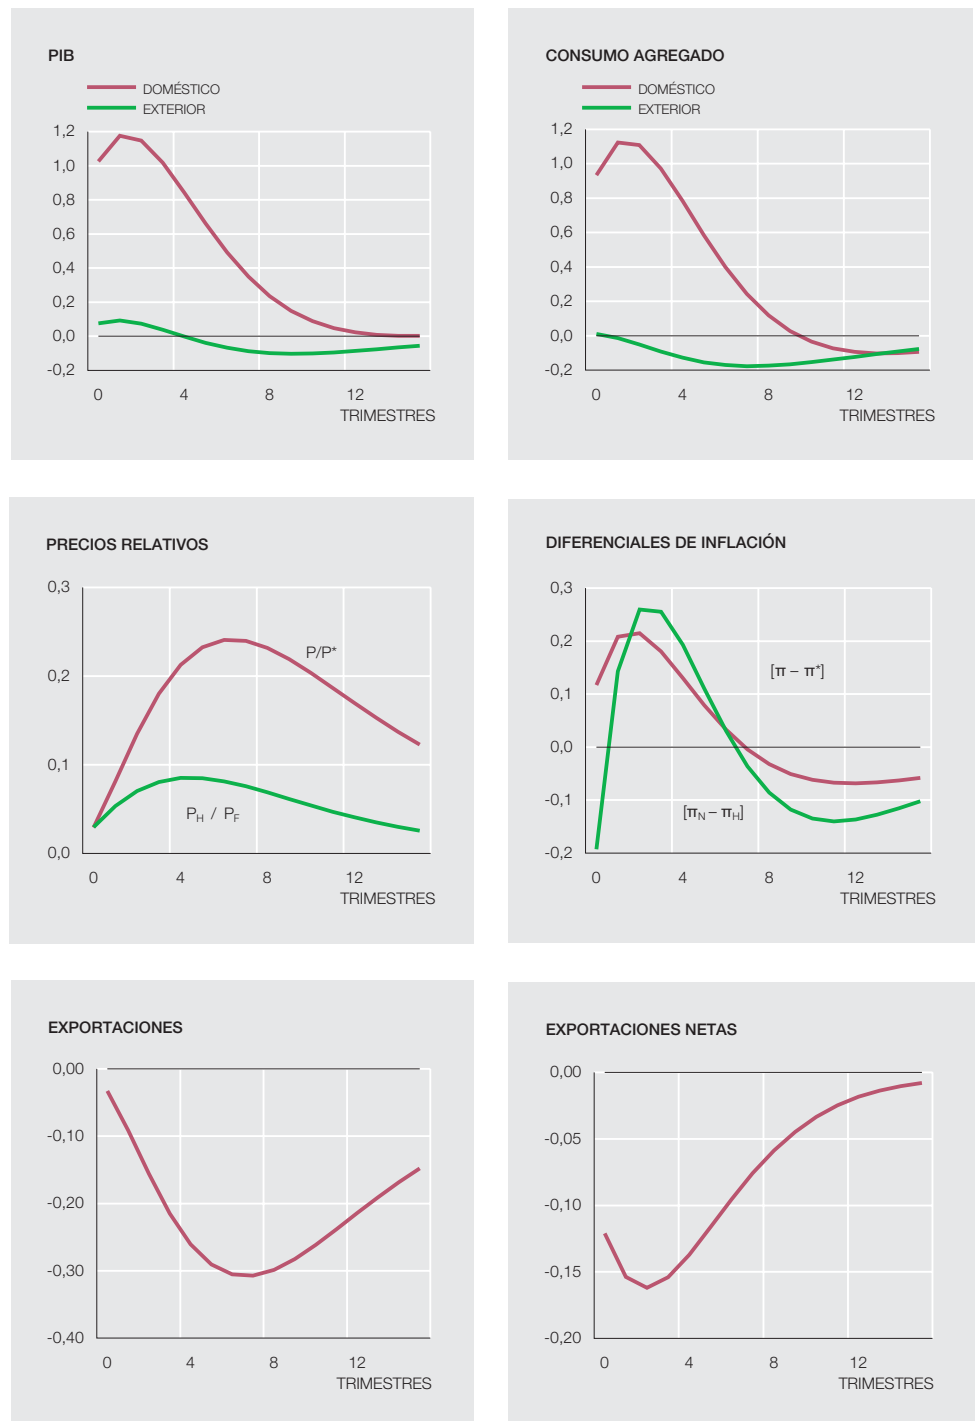 PIB
DOMÉSTICO
EXTERIOR
1,2
1,0
0,8
0,6
0,4
0,2
0,0
-0,2
0 4 8 12
TRIMESTRES
CONSUMO AGREGADO
DOMÉSTICO
EXTERIOR
1,2
1,0
0,8
0,6
0,4
0,2
0,0
-0,2
0 4 8 12
TRIMESTRES
PRECIOS RELATIVOS
0,3
P/P*
0,2
0,1
P_H / P_F
0,0
0 4 8 12
TRIMESTRES
DIFERENCIALES DE INFLACIÓN
0,3
0,2
[π – π*]
0,1
0,0
-0,1
[π_N – π_H]
-0,2
0 4 8 12
TRIMESTRES
EXPORTACIONES
0,00
-0,10
-0,20
-0,30
-0,40
0 4 8 12
TRIMESTRES
EXPORTACIONES NETAS
0,00
-0,05
-0,10
-0,15
-0,20
0 4 8 12
TRIMESTRES